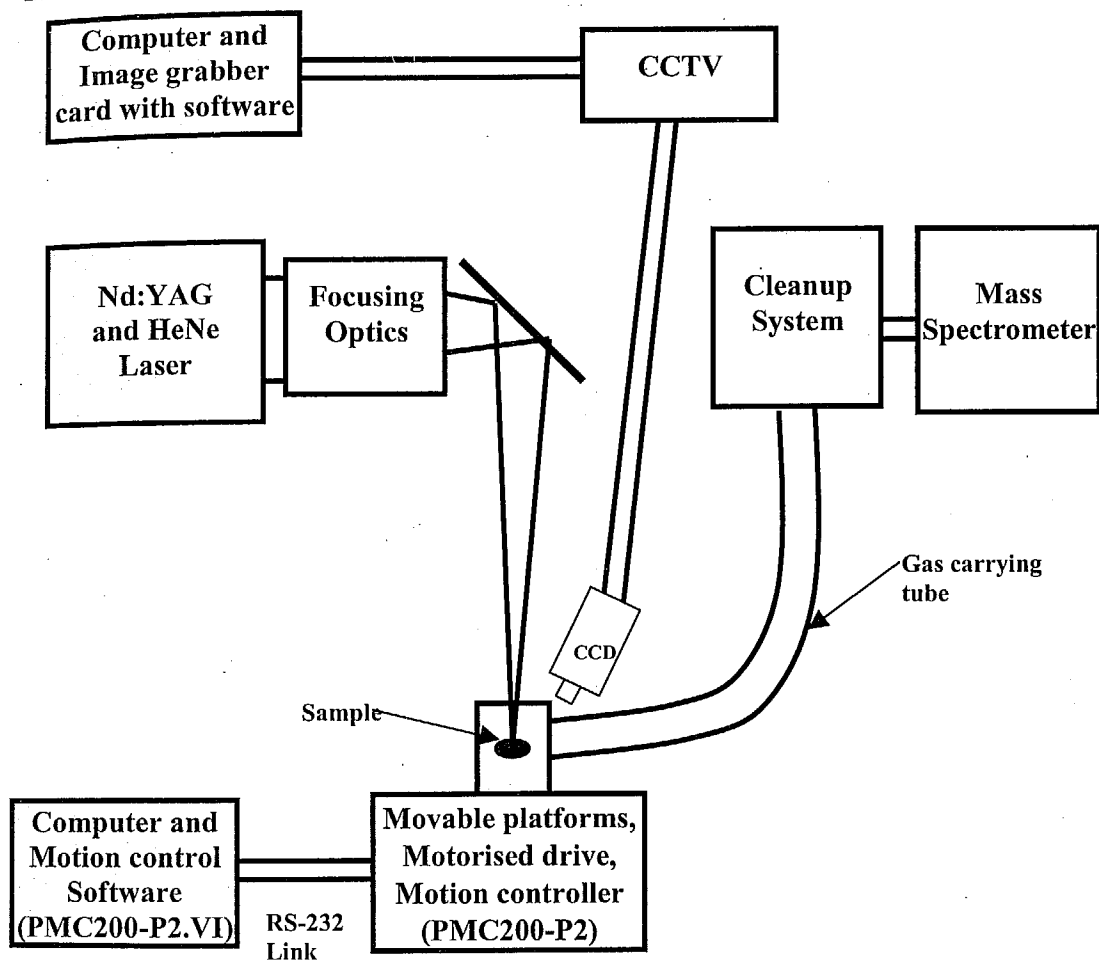 Computer and
Image grabber
card with software
CCTV
Nd:YAG
and HeNe
Laser
Focusing
Optics
Cleanup
System
Mass
Spectrometer
Gas carrying
tube
CCD
Sample
Computer and
Motion control
Software
(PMC200-P2.VI)
RS-232
Link
Movable platforms,
Motorised drive,
Motion controller
(PMC200-P2)